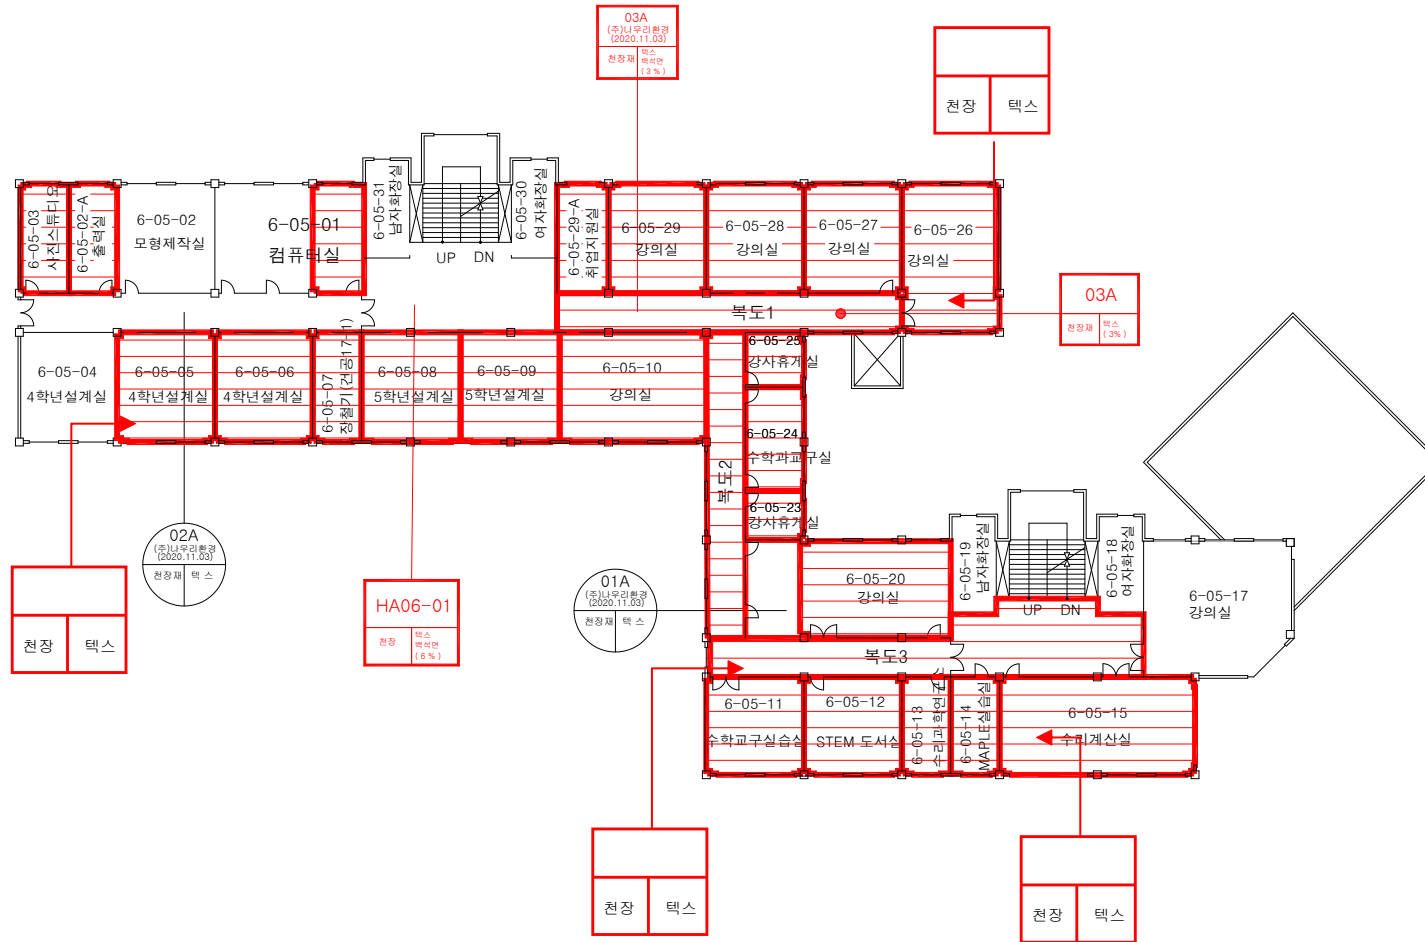 03A
(주)나우리환경
(2020.11.03)
천장재
텍스
백석면
(3%)
천장
텍스
6-05-03
사진스튜디오
6-05-02-A
출력실
6-05-02
모형제작실
6-05-01
컴퓨터실
6-05-31
남자화장실
UP
DN
6-05-30
여자화장실
6-05-29-A
취업지원실
6-05-29
강의실
6-05-28
강의실
6-05-27
강의실
6-05-26
강의실
03A
천장재
텍스
(3%)
복도1
6-05-04
4학년설계실
6-05-05
4학년설계실
6-05-06
4학년설계실
6-05-07
장철기(건공17-1)
6-05-08
5학년설계실
6-05-09
5학년설계실
6-05-10
강의실
6-05-25
강사휴게실
6-05-24
수학과교구실
6-05-23
강사휴게실
복도2
02A
(주)나우리환경
(2020.11.03)
천장재
텍 스
천장
텍스
HA06-01
천장
텍스
백석면
(6%)
01A
(주)나우리환경
(2020.11.03)
천장재
텍 스
6-05-20
강의실
6-05-19
남자화장실
UP
DN
6-05-18
여자화장실
6-05-17
강의실
복도3
6-05-11
수학교구실습실
6-05-12
STEM 도서실
6-05-13
수리과학연구소
6-05-14
MAPLE실습실
6-05-15
수리계산실
천장
텍스
천장
텍스